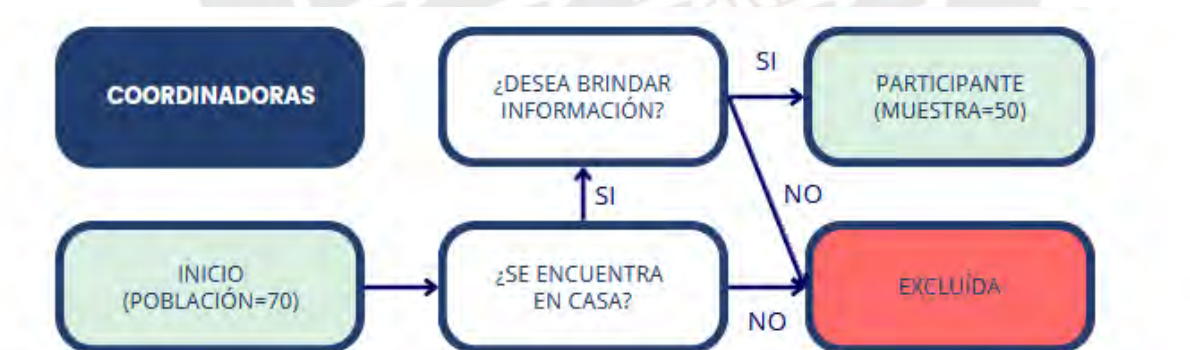 COORDINADORAS
¿DESEA BRINDAR
INFORMACIÓN?
SI
PARTICIPANTE
(MUESTRA=50)
SI
NO
INICIO
(POBLACIÓN=70)
¿SE ENCUENTRA
EN CASA?
NO
EXCLUÍDA